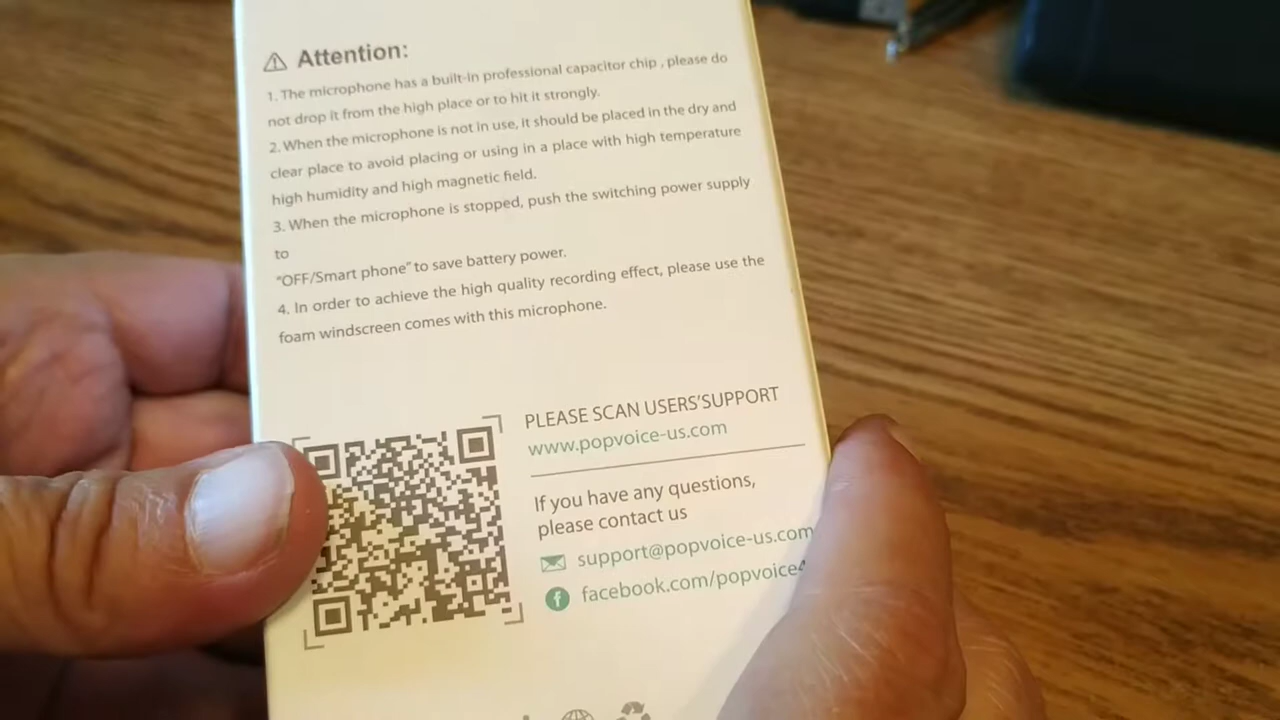 Attention:
1. The microphone has a built-in professional capacitor chip , please do
not drop it from the high place or to hit it strongly.
2. When the microphone is not in use, it should be placed in the dry and
clear place to avoid placing or using in a place with high temperature
high humidity and high magnetic field.
3. When the microphone is stopped, push the switching power supply
to
“OFF/Smart phone” to save battery power.
4. In order to achieve the high quality recording effect, please use the
foam windscreen comes with this microphone.
PLEASE SCAN USERS’SUPPORT
www.popvoice-us.com
If you have any questions,
please contact us
support@popvoice-us.com